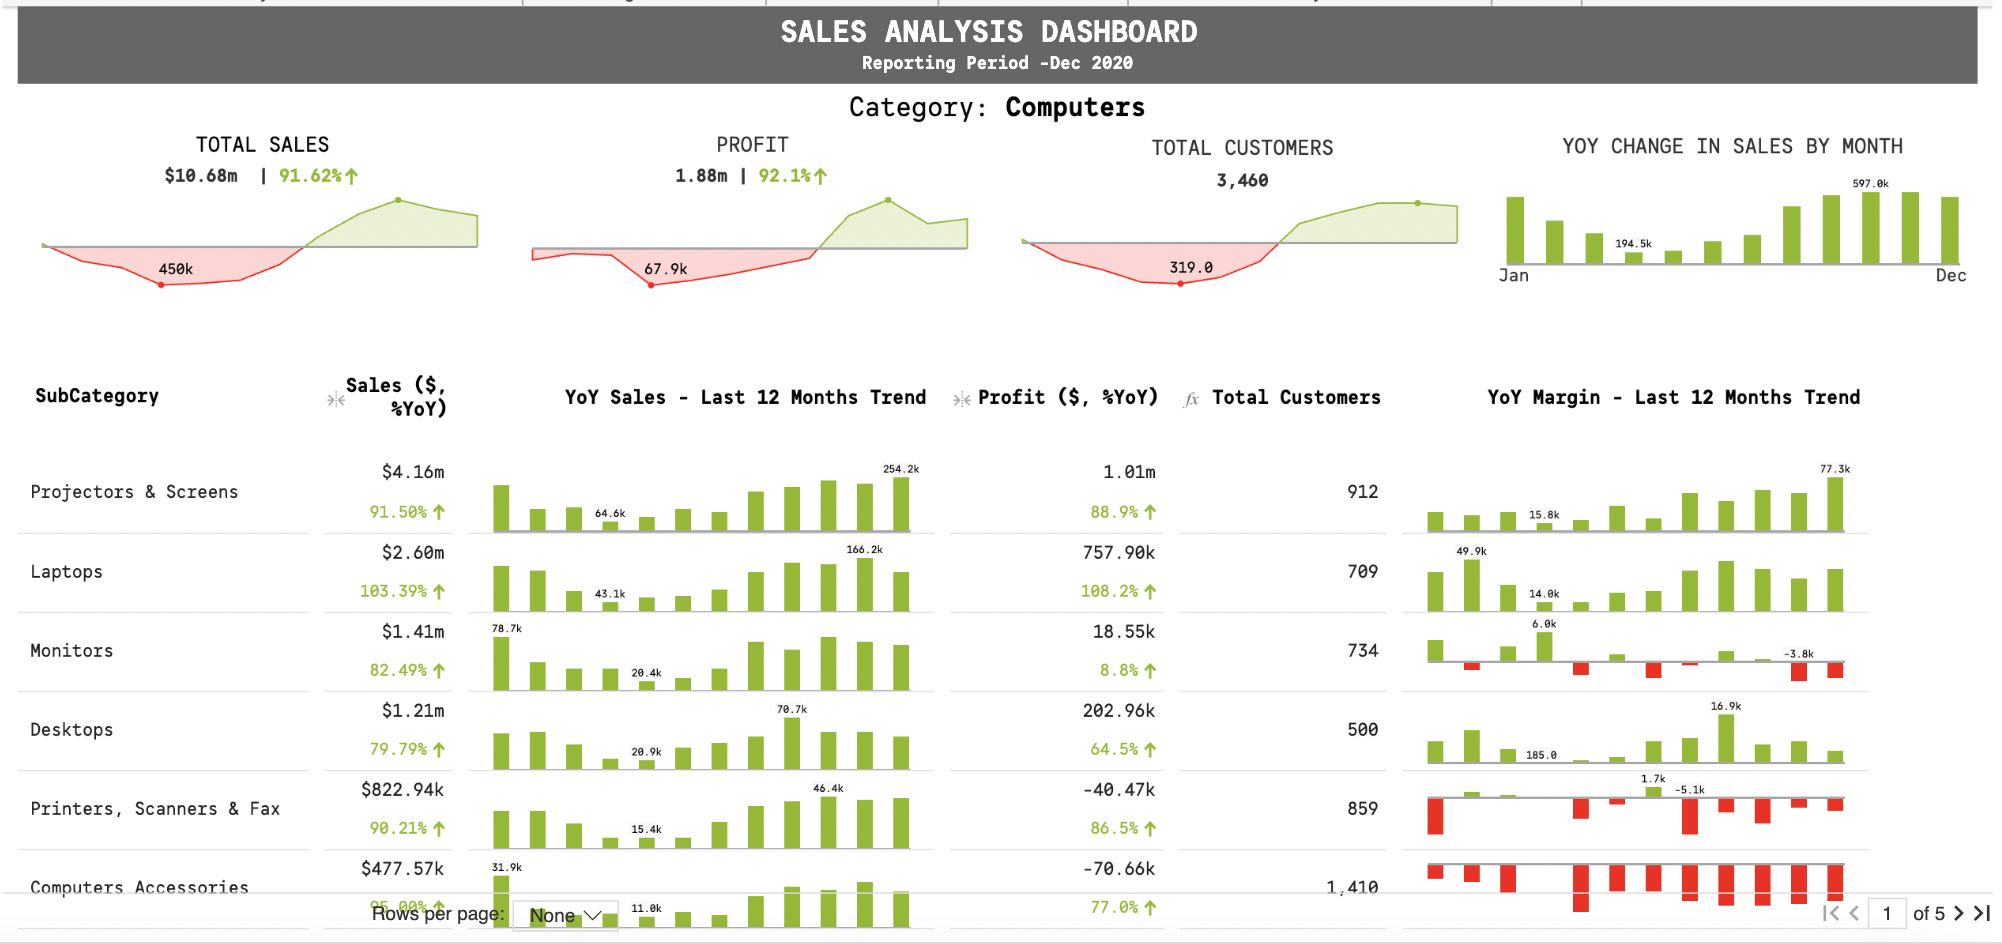 SALES ANALYSIS DASHBOARD
Reporting Period -Dec 2020
Category: Computers
TOTAL SALES
$10.68m | 91.62%↑
450k
PROFIT
1.88m | 92.1%↑
67.9k
TOTAL CUSTOMERS
3,460
319.0
YOY CHANGE IN SALES BY MONTH
597.0k
194.5k
Jan Dec
SubCategory
Sales ($,
%YoY)
YoY Sales - Last 12 Months Trend
Profit ($, %YoY)
fx Total Customers
YoY Margin - Last 12 Months Trend
Projectors & Screens
$4.16m
91.50% ↑
254.2k
64.6k
1.01m
88.9% ↑
912
77.3k
15.8k
Laptops
$2.60m
103.39% ↑
166.2k
43.1k
757.90k
108.2% ↑
709
49.9k
14.0k
Monitors
$1.41m
82.49% ↑
78.7k
20.4k
18.55k
8.8% ↑
734
6.0k
-3.8k
Desktops
$1.21m
79.79% ↑
70.7k
20.9k
202.96k
64.5% ↑
500
16.9k
185.0
Printers, Scanners & Fax
$822.94k
90.21% ↑
46.4k
15.4k
-40.47k
86.5% ↑
859
1.7k
-5.1k
Computers Accessories
$477.57k
31.9k
11.0k
-70.66k
77.0% ↑
1,410
Rows per page: None
1 of 5